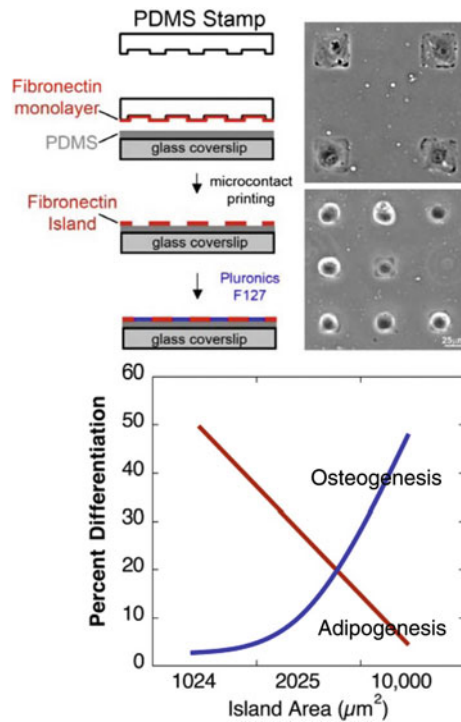 PDMS Stamp
Fibronectin
monolayer
PDMS
glass coverslip
microcontact
printing
Fibronectin
Island
glass coverslip
Pluronics
F127
glass coverslip
25μm
60
50
40
30
20
10
0
Percent Differentiation
Osteogenesis
Adipogenesis
1024 2025 10,000
Island Area (μm²)